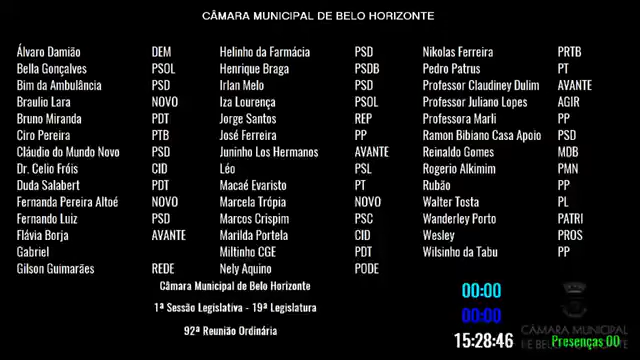 CÂMARA MUNICIPAL DE BELO HORIZONTE
Álvaro Damião DEM Helinho da Farmácia PSD Nikolas Ferreira PRTB
Bella Gonçalves PSOL Henrique Braga PSDB Pedro Patrus PT
Bim da Ambulância PSD Irlan Melo PSD Professor Claudiney Dulim AVANTE
Braulio Lara NOVO Iza Lourença PSOL Professor Juliano Lopes AGIR
Bruno Miranda PDT Jorge Santos REP Professora Marli PP
Ciro Pereira PTB José Ferreira PP Ramon Bibiano Casa Apoio PSD
Cláudio do Mundo Novo PSD Juninho Los Hermanos AVANTE Reinaldo Gomes MDB
Dr. Celio Fróis CID Léo PSL Rogerio Alkimim PMN
Duda Salabert PDT Macaé Evaristo PT Rubão PP
Fernanda Pereira Altoé NOVO Marcela Trópia NOVO Walter Tosta PL
Fernando Luiz PSD Marcos Crispim PSC Wanderley Porto PATRI
Flávia Borja AVANTE Marilda Portela CID Wesley PROS
Gabriel Miltinho CGE PDT Wilsinho da Tabu PP
Gilson Guimarães REDE Nely Aquino PODE
Câmara Municipal de Belo Horizonte
1ª Sessão Legislativa - 19ª Legislatura
92ª Reunião Ordinária
00:00
00:00
15:28:46
CÂMARA MUNICIPAL
DE BELO HORIZONTE
Presenças 00